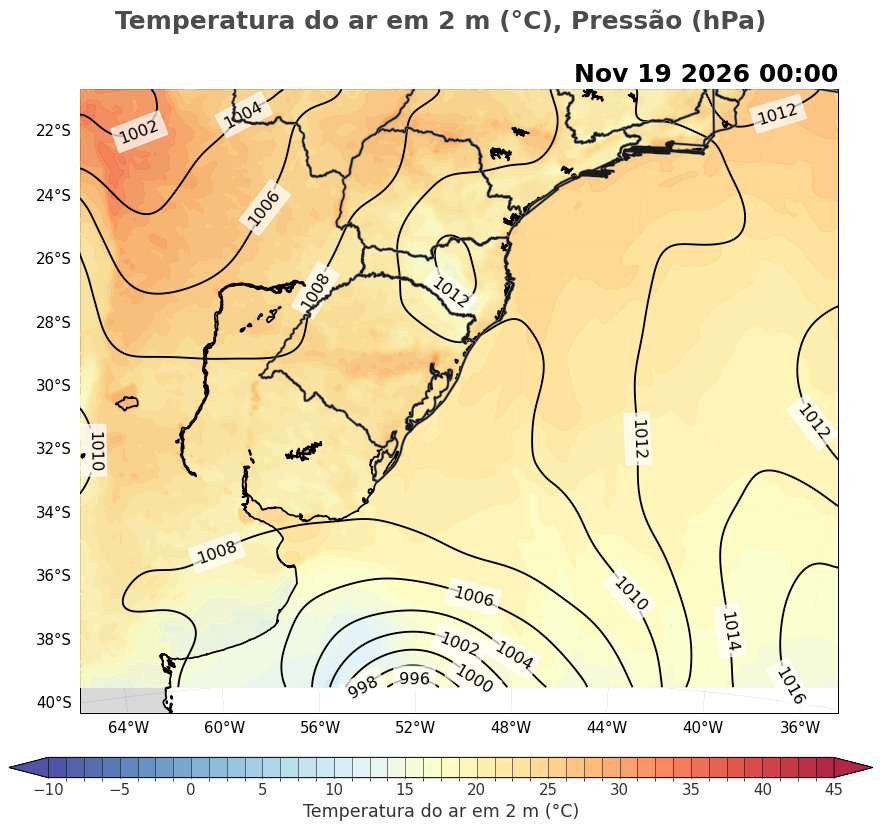 Temperatura do ar em 2 m (°C), Pressão (hPa)
Nov 19 2026 00:00
1002
1004
1012
22°S
24°S
1006
26°S
1008
1012
28°S
30°S
1012
1012
32°S
1010
34°S
1008
36°S
1006
1010
38°S
1002
1004
1014
996
1000
998
1016
40°S
64°W 60°W 56°W 52°W 48°W 44°W 40°W 36°W
−10 −5 0 5 10 15 20 25 30 35 40 45
Temperatura do ar em 2 m (°C)